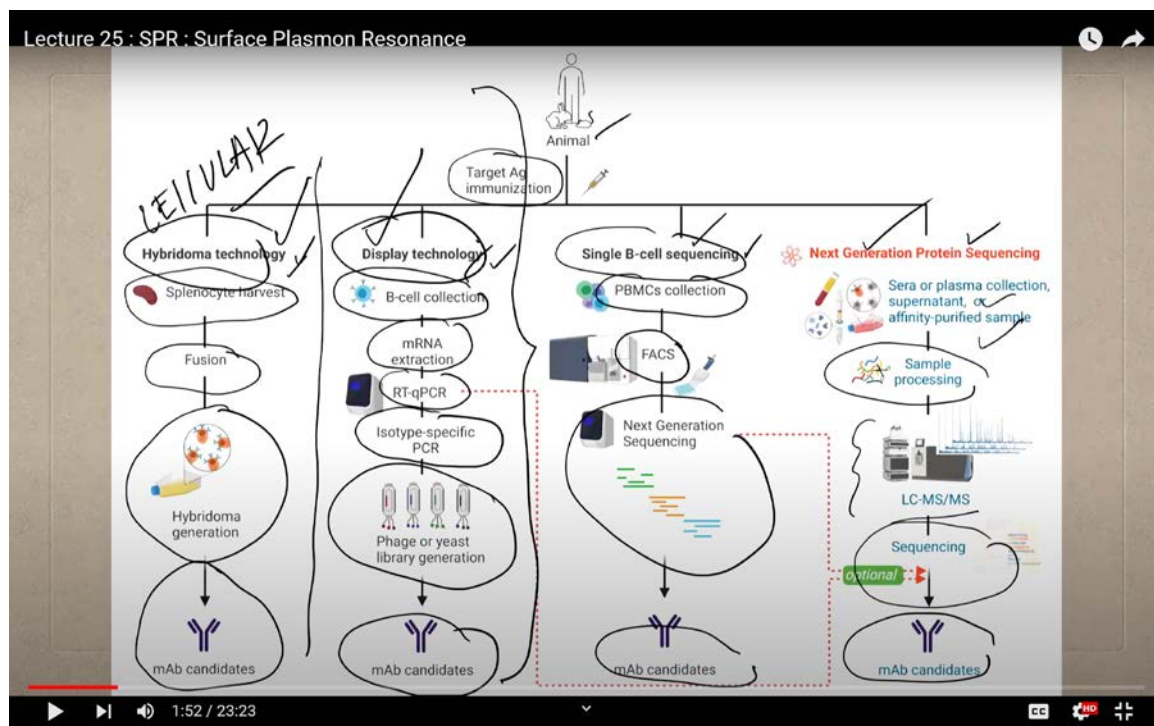 Lecture 25 : SPR : Surface Plasmon Resonance
Animal
Target Ag
immunization
CELLULAR
Hybridoma technology
Splenocyte harvest
Fusion
Hybridoma
generation
mAb candidates
Display technology
B-cell collection
mRNA
extraction
RT-qPCR
Isotype-specific
PCR
Phage or yeast
library generation
mAb candidates
Single B-cell sequencing
PBMCs collection
FACS
Next Generation
Sequencing
mAb candidates
Next Generation Protein Sequencing
Sera or plasma collection,
supernatant, or
affinity-purified sample
Sample
processing
LC-MS/MS
Sequencing
optional
mAb candidates
1:52 / 23:23
CC
HD